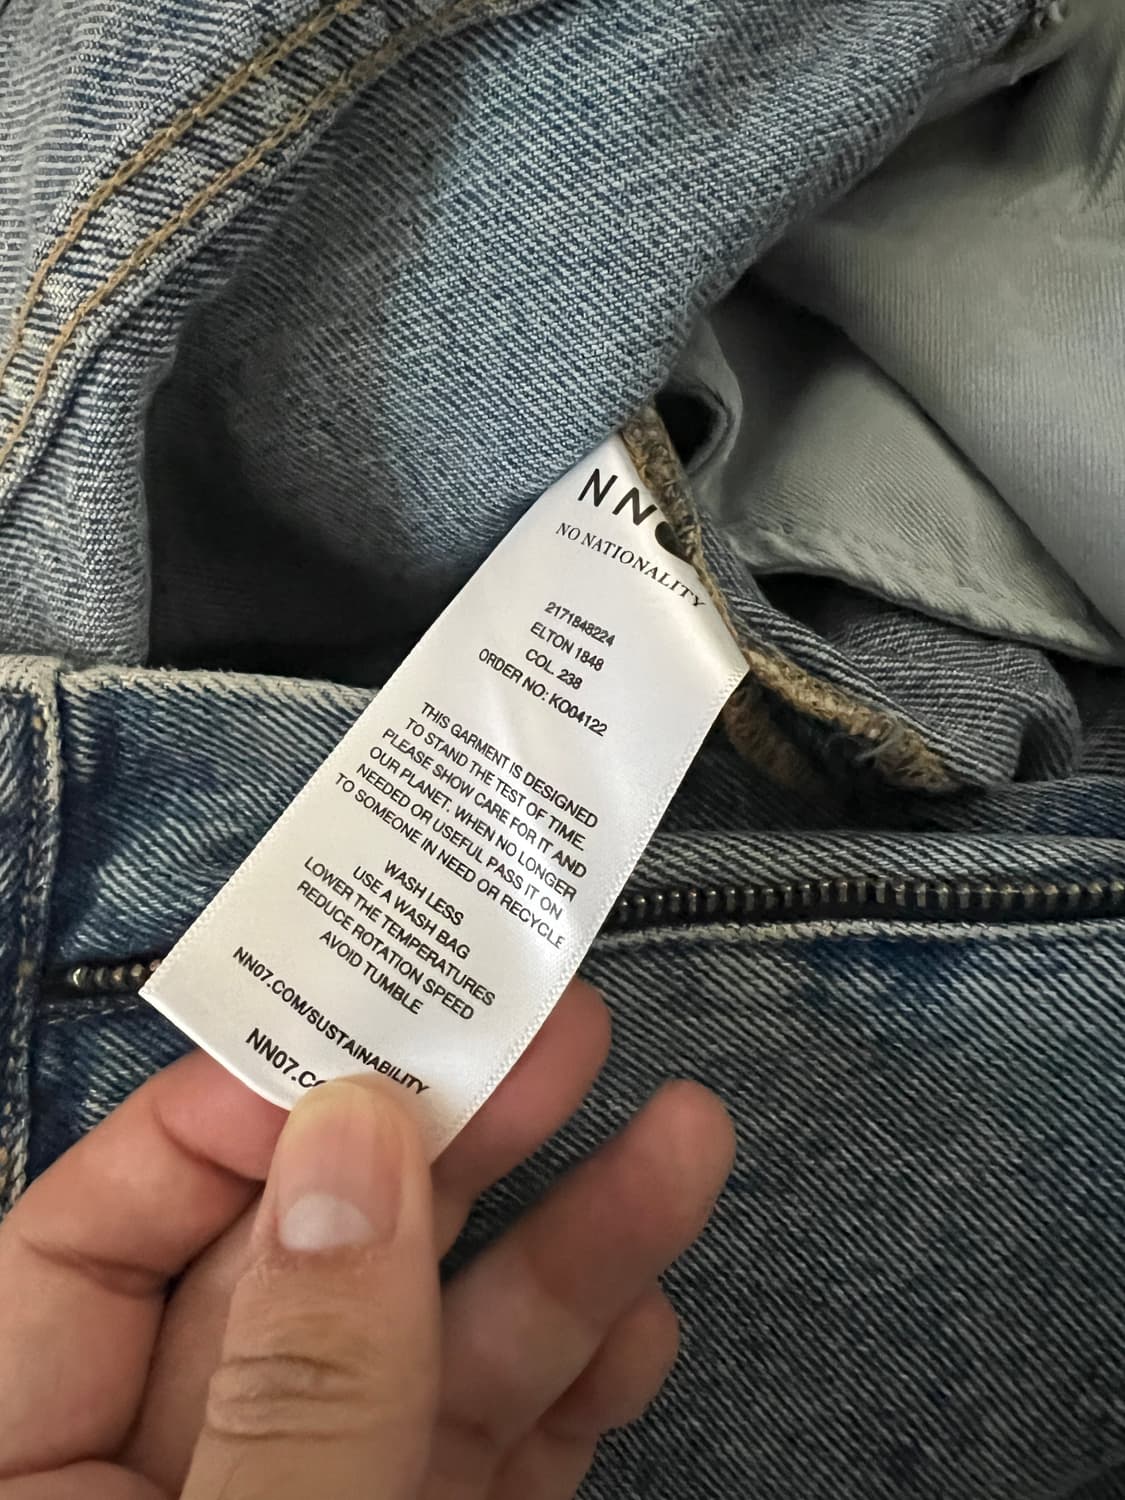 NN
NO NATIONALITY
2171848224
ELTON 1848
COL. 238
ORDER NO: KO04122
THIS GARMENT IS DESIGNED
TO STAND THE TEST OF TIME.
PLEASE SHOW CARE FOR IT AND
OUR PLANET. WHEN NO LONGER
NEEDED OR USEFUL PASS IT ON
TO SOMEONE IN NEED OR RECYCLE
WASH LESS
USE A WASH BAG
LOWER THE TEMPERATURES
REDUCE ROTATION SPEED
AVOID TUMBLE
NN07.COM/SUSTAINABILITY
NN07.CO